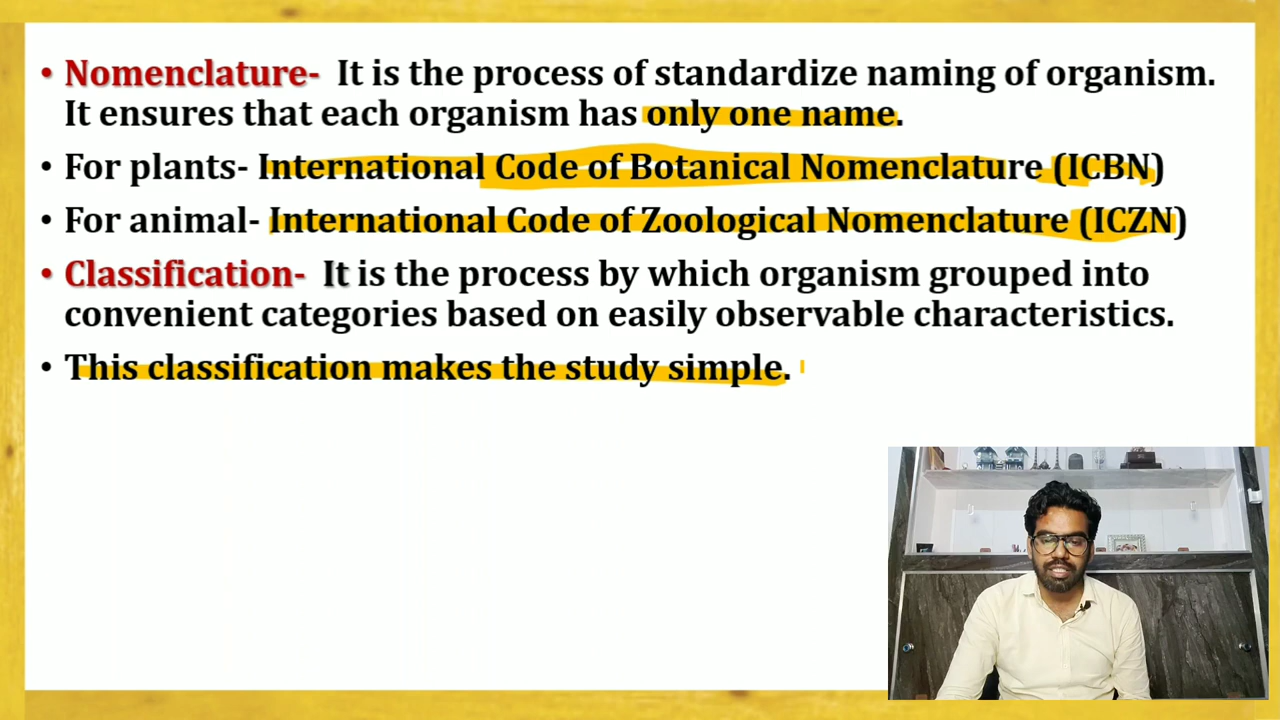 • Nomenclature- It is the process of standardize naming of organism.
It ensures that each organism has only one name.
• For plants- International Code of Botanical Nomenclature (ICBN)
• For animal- International Code of Zoological Nomenclature (ICZN)
• Classification- It is the process by which organism grouped into
convenient categories based on easily observable characteristics.
• This classification makes the study simple.